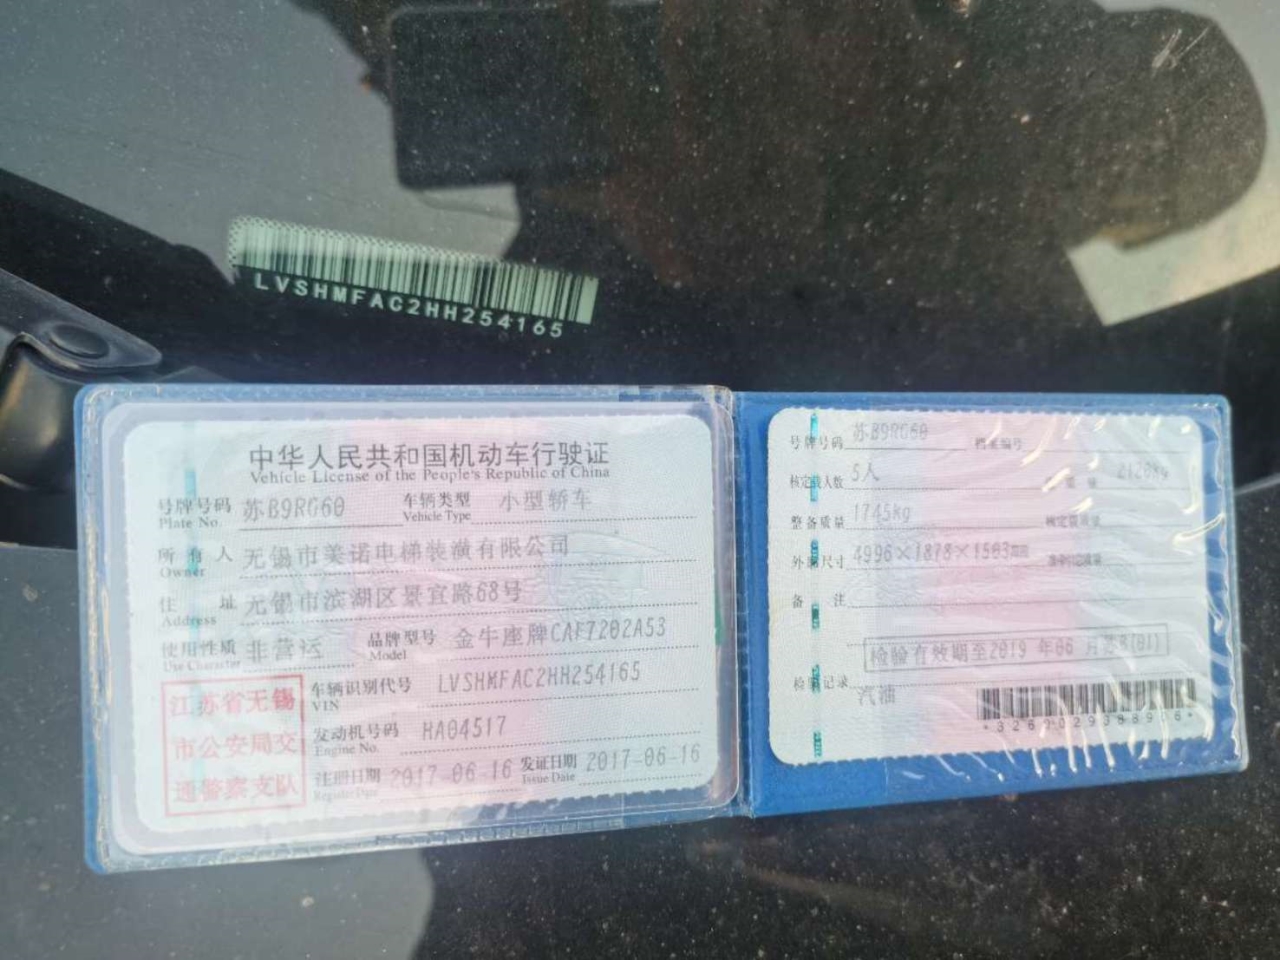 LVSHMFAC2HH254165
中华人民共和国机动车行驶证
Vehicle License of the People's Republic of China
号牌号码 苏B9RG60 车辆类型 小型轿车
Plate No. Vehicle Type
所有人 无锡市美诺电梯装潢有限公司
Owner
住址 无锡市滨湖区景宜路68号
Address
使用性质 非营运 品牌型号 金牛座牌CAF7202A53
Use Character Model
江苏省无锡
市公安局交
通警察支队
车辆识别代号 LVSHMFAC2HH254165
VIN
发动机号码 HA04517
Engine No.
注册日期 2017-06-16 发证日期 2017-06-16
Register Date Issue Date
号牌号码 苏B9RG60 档案编号
核定载人数 5人 总质量 2120kg
整备质量 1745kg 核定载质量
外廓尺寸 4996×1878×1503mm
备注
检验有效期至2019年06月苏B(01)
检验记录
汽油